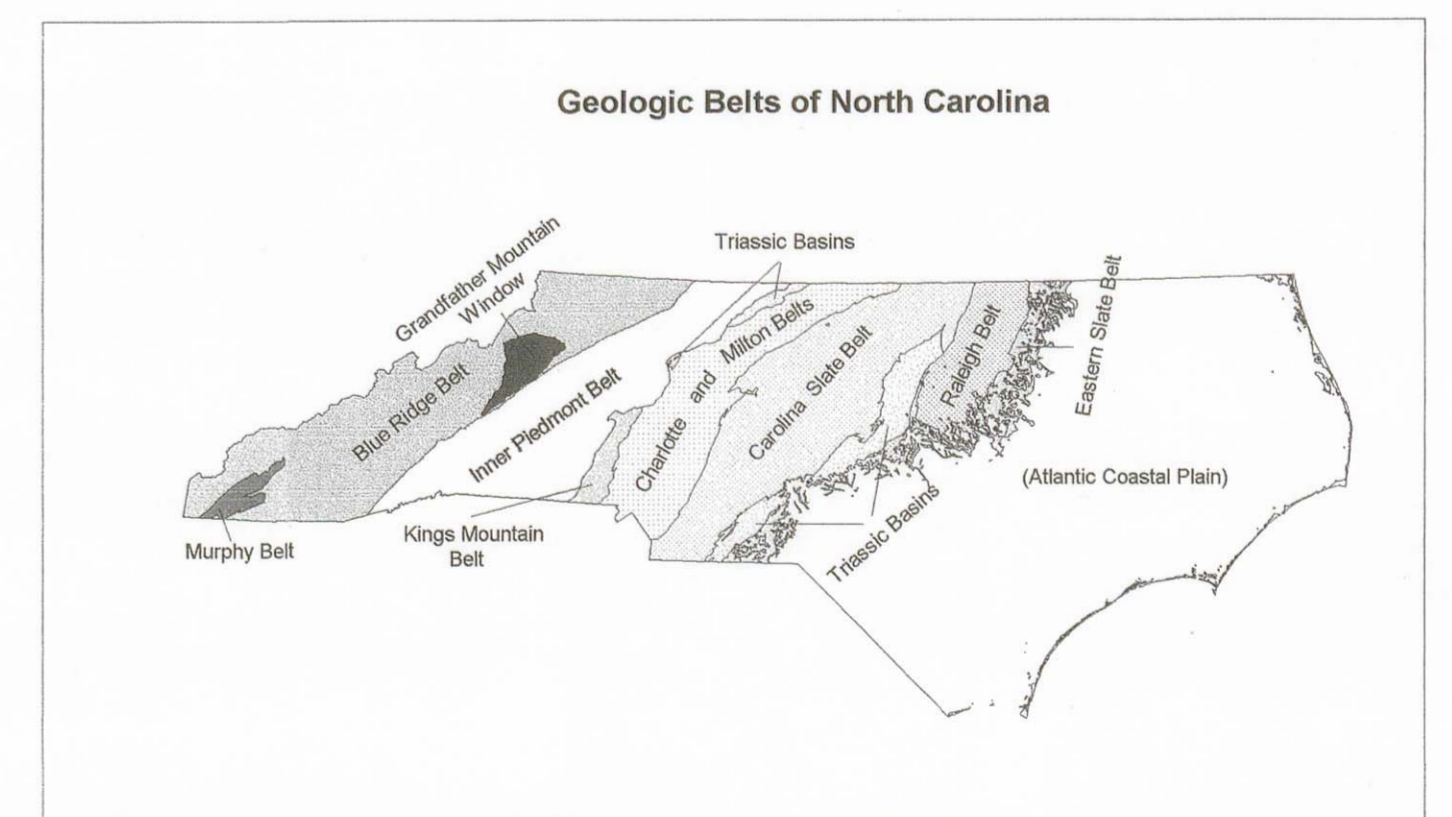 Geologic Belts of North Carolina
Grandfather Mountain
Window
Triassic Basins
Blue Ridge Belt
Inner Piedmont Belt
Charlotte and Milton Belts
Carolina Slate Belt
Raleigh Belt
Eastern Slate Belt
(Atlantic Coastal Plain)
Murphy Belt
Kings Mountain
Belt
Triassic Basins